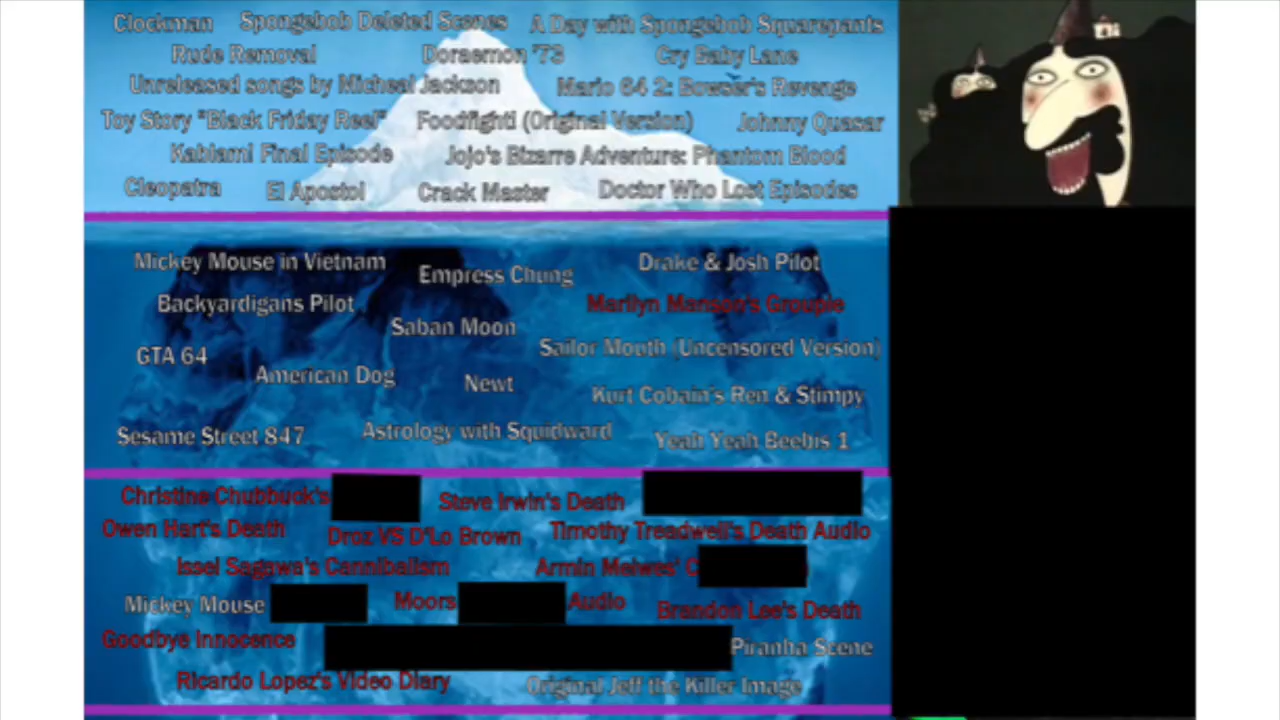 Clockman Spongebob Deleted Scenes A Day with Spongebob Squarepants
Rude Removal Doraemon '73 Cry Baby Lane
Unreleased songs by Micheal Jackson Mario 64 2: Bowser's Revenge
Toy Story "Black Friday Reel" Foodfight! (Original Version) Johnny Quasar
Kablam! Final Episode Jojo's Bizarre Adventure: Phantom Blood
Cleopatra El Apostol Crack Master Doctor Who Lost Episodes
Mickey Mouse in Vietnam Empress Chung Drake & Josh Pilot
Backyardigans Pilot Marilyn Manson's Groupie
Saban Moon
GTA 64 Sailor Mouth (Uncensored Version)
American Dog Newt Kurt Cobain's Ren & Stimpy
Sesame Street 847 Astrology with Squidward Yeah Yeah Beebis 1
Christine Chubbuck's Steve Irwin's Death
Owen Hart's Death Droz VS D'Lo Brown Timothy Treadwell's Death Audio
Issei Sagawa's Cannibalism Armin Meiwes' C
Mickey Mouse Moors Audio Brandon Lee's Death
Goodbye Innocence Piranha Scene
Ricardo Lopez's Video Diary Original Jeff the Killer Image